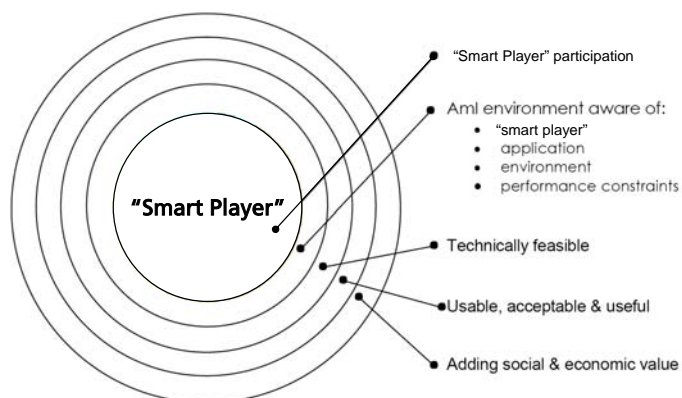 “Smart Player”
“Smart Player” participation
AmI environment aware of:
• “smart player”
• application
• environment
• performance constraints
Technically feasible
Usable, acceptable & useful
Adding social & economic value